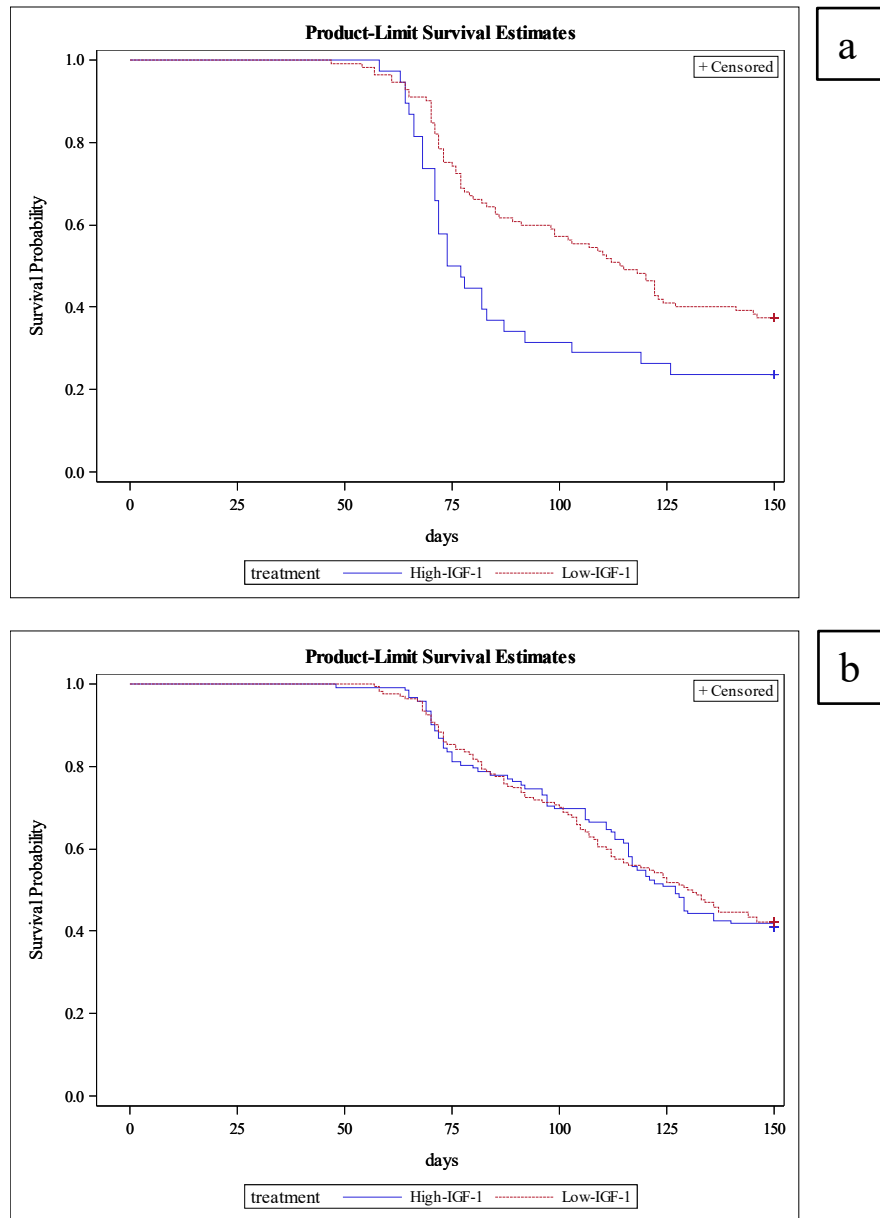 a
Product-Limit Survival Estimates
+ Censored
1.0
0.8
0.6
0.4
0.2
0.0
Survival Probability
0 25 50 75 100 125 150
days
treatment High-IGF-1 Low-IGF-1
b
Product-Limit Survival Estimates
+ Censored
1.0
0.8
0.6
0.4
0.2
0.0
Survival Probability
0 25 50 75 100 125 150
days
treatment High-IGF-1 Low-IGF-1